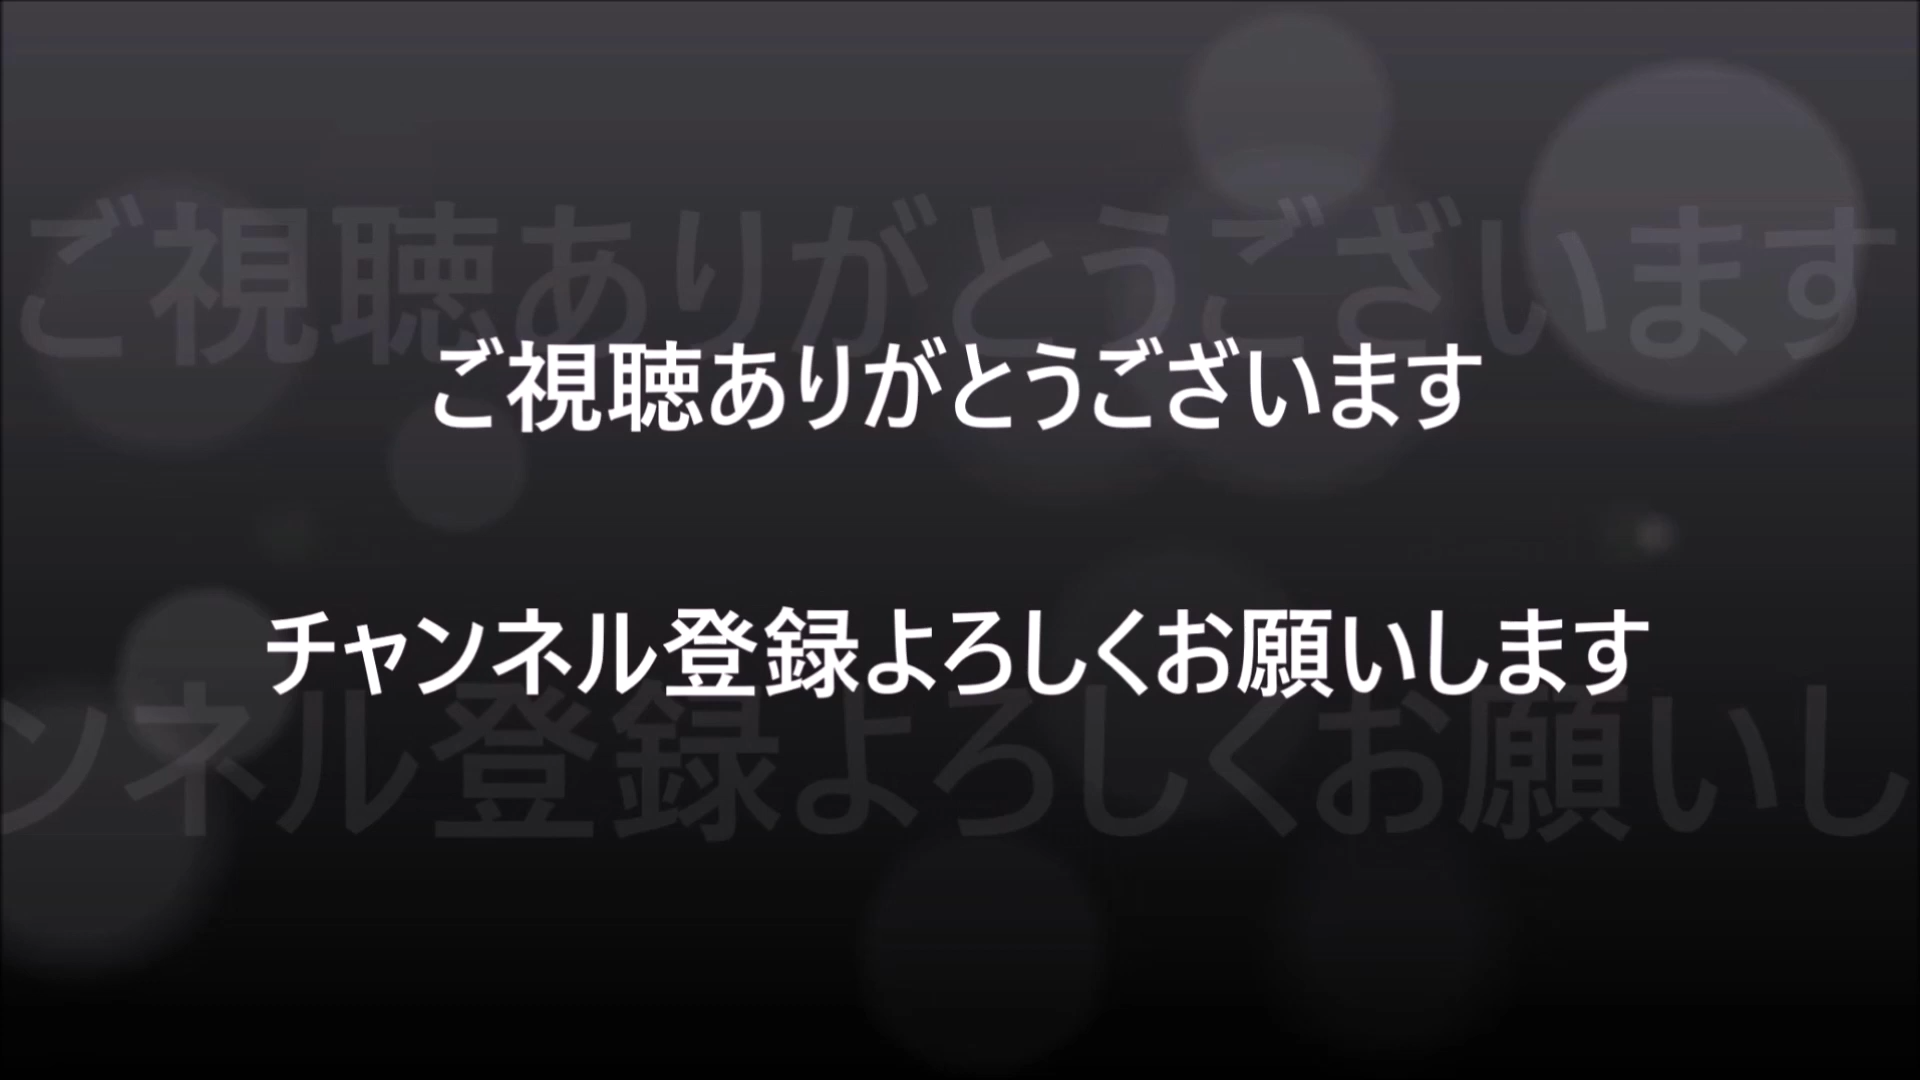 ご視聴ありがとうございます
ご視聴ありがとうございます
チャンネル登録よろしくお願いします
ンネル登録よろしくお願いし